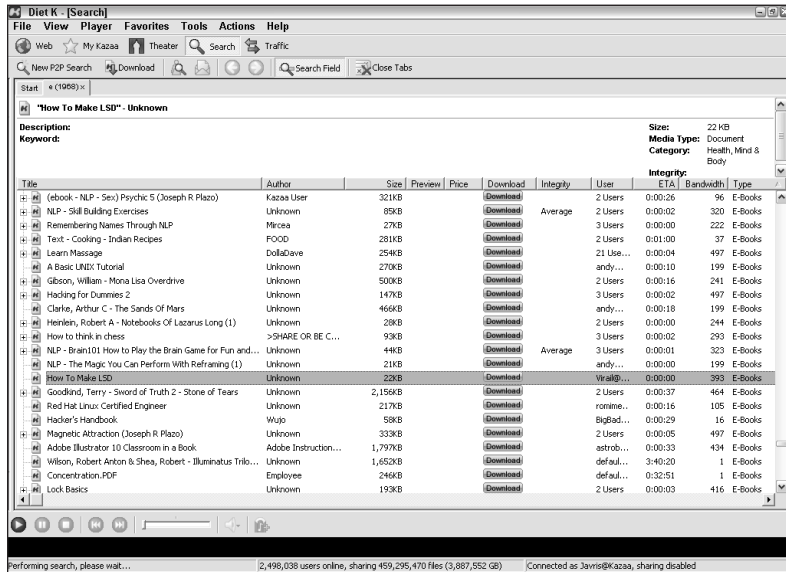 Diet K - [Search]
File View Player Favorites Tools Actions Help
Web My Kazaa Theater Search Traffic
New P2P Search Download Search Field Close Tabs
Start e (1968) x
"How To Make LSD" - Unknown
Description: Size: 22 KB
Keyword: Media Type: Document
Category: Health, Mind &
Body
Integrity:
Title Author Size Preview Price Download Integrity User ETA Bandwidth Type
(ebook - NLP - Sex) Psychic 5 (Joseph R Plazo) Kazaa User 321KB Download 2 Users 0:00:26 96 E-Books
NLP - Skill Building Exercises Unknown 85KB Download Average 2 Users 0:00:02 320 E-Books
Remembering Names Through NLP Mircea 27KB Download 3 Users 0:00:00 222 E-Books
Text - Cooking - Indian Recipes FOOD 281KB Download 2 Users 0:01:00 37 E-Books
Learn Massage DollaDave 254KB Download 21 Use... 0:00:04 497 E-Books
A Basic UNIX Tutorial Unknown 270KB Download andy... 0:00:10 199 E-Books
Gibson, William - Mona Lisa Overdrive Unknown 500KB Download 2 Users 0:00:16 241 E-Books
Hacking for Dummies 2 Unknown 147KB Download 3 Users 0:00:02 497 E-Books
Clarke, Arthur C - The Sands Of Mars Unknown 466KB Download andy... 0:00:18 199 E-Books
Heinlein, Robert A - Notebooks Of Lazarus Long (1) Unknown 28KB Download 2 Users 0:00:00 244 E-Books
How to think in chess >SHARE OR BE C... 93KB Download 3 Users 0:00:02 293 E-Books
NLP - Brain101 How to Play the Brain Game for Fun and... Unknown 44KB Download Average 3 Users 0:00:01 323 E-Books
NLP - The Magic You Can Perform With Reframing (1) Unknown 21KB Download andy... 0:00:00 199 E-Books
How To Make LSD Unknown 22KB Download Virail@... 0:00:00 393 E-Books
Goodkind, Terry - Sword of Truth 2 - Stone of Tears Unknown 2,156KB Download 2 Users 0:00:37 464 E-Books
Red Hat Linux Certified Engineer Unknown 217KB Download romime.. 0:00:16 105 E-Books
Hacker's Handbook Wujo 58KB Download BigBad... 0:00:29 16 E-Books
Magnetic Attraction (Joseph R Plazo) Unknown 333KB Download 2 Users 0:00:05 497 E-Books
Adobe Illustrator 10 Classroom in a Book Adobe Instruction... 1,797KB Download astrob... 0:00:33 434 E-Books
Wilson, Robert Anton & Shea, Robert - Illuminatus Trilo... Unknown 1,652KB Download defaul... 3:40:20 1 E-Books
Concentration.PDF Employee 246KB Download defaul... 0:32:51 1 E-Books
Lock Basics Unknown 193KB Download 2 Users 0:00:03 416 E-Books
Performing search, please wait... 2,498,038 users online, sharing 459,295,470 files (3,887,552 GB) Connected as Javris@Kazaa, sharing disabled